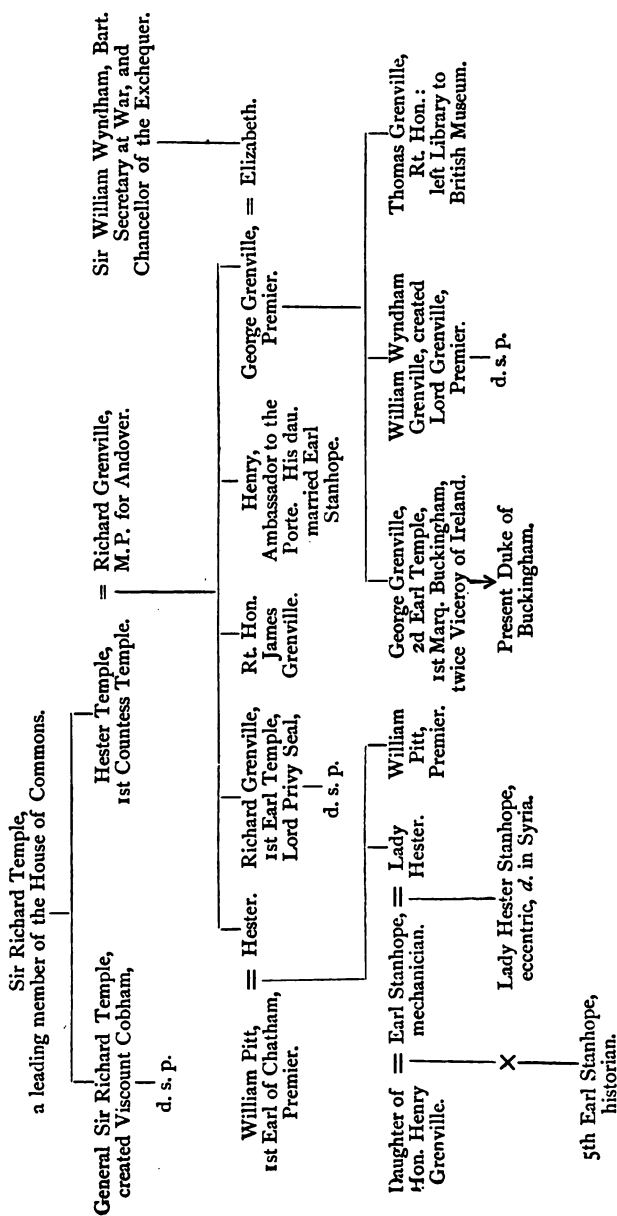 Sir Richard Temple,
a leading member of the House of Commons.
General Sir Richard Temple,
created Viscount Cobham,
d. s. p.
Hester Temple,
1st Countess Temple.
= Richard Grenville,
M.P. for Andover.
Sir William Wyndham, Bart.
Secretary at War, and
Chancellor of the Exchequer.
William Pitt,
1st Earl of Chatham,
Premier.
= Hester.
Richard Grenville,
1st Earl Temple,
Lord Privy Seal,
d. s. p.
Rt. Hon.
James
Grenville.
Henry,
Ambassador to the
Porte. His dau.
married Earl
Stanhope.
George Grenville,
Premier.
= Elizabeth.
Daughter of
Hon. Henry
Grenville.
= Earl Stanhope,
mechanician.
= Lady
Hester.
William
Pitt,
Premier.
George Grenville,
2d Earl Temple,
1st Marq. Buckingham,
twice Viceroy of Ireland.
William Wyndham
Grenville, created
Lord Grenville,
Premier.
d. s. p.
Thomas Grenville,
Rt. Hon.:
left Library to
British Museum.
×
Lady Hester Stanhope,
eccentric, d. in Syria.
Present Duke of
Buckingham.
5th Earl Stanhope,
historian.